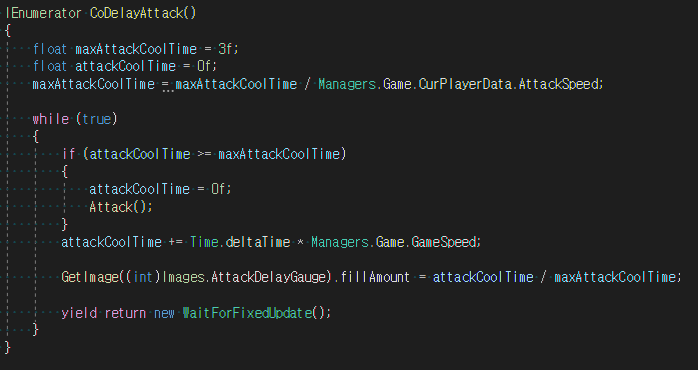 IEnumerator CoDelayAttack()
{
float maxAttackCoolTime = 3f;
float attackCoolTime = 0f;
maxAttackCoolTime = maxAttackCoolTime / Managers.Game.CurPlayerData.AttackSpeed;
while (true)
{
if (attackCoolTime >= maxAttackCoolTime)
{
attackCoolTime = 0f;
Attack();
}
attackCoolTime += Time.deltaTime * Managers.Game.GameSpeed;
GetImage((int)Images.AttackDelayGauge).fillAmount = attackCoolTime / maxAttackCoolTime;
yield return new WaitForFixedUpdate();
}
}